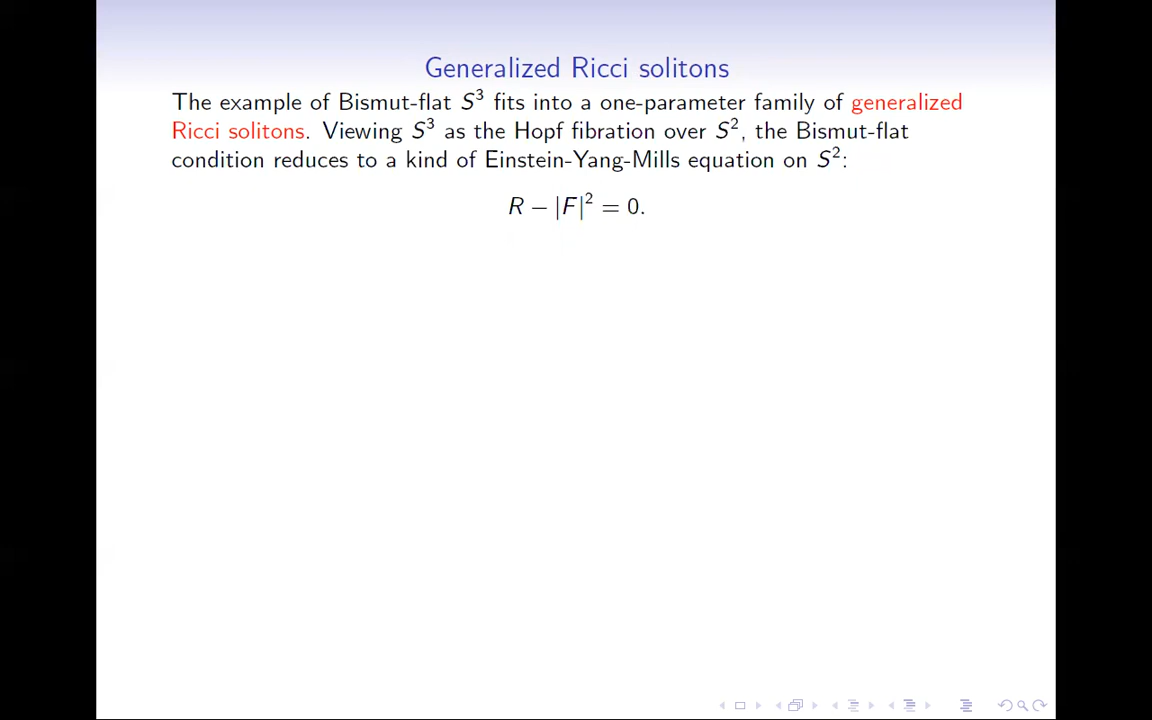 Generalized Ricci solitons
The example of Bismut-flat S³ fits into a one-parameter family of generalized
Ricci solitons. Viewing S³ as the Hopf fibration over S², the Bismut-flat
condition reduces to a kind of Einstein-Yang-Mills equation on S²:
R − |F|² = 0.